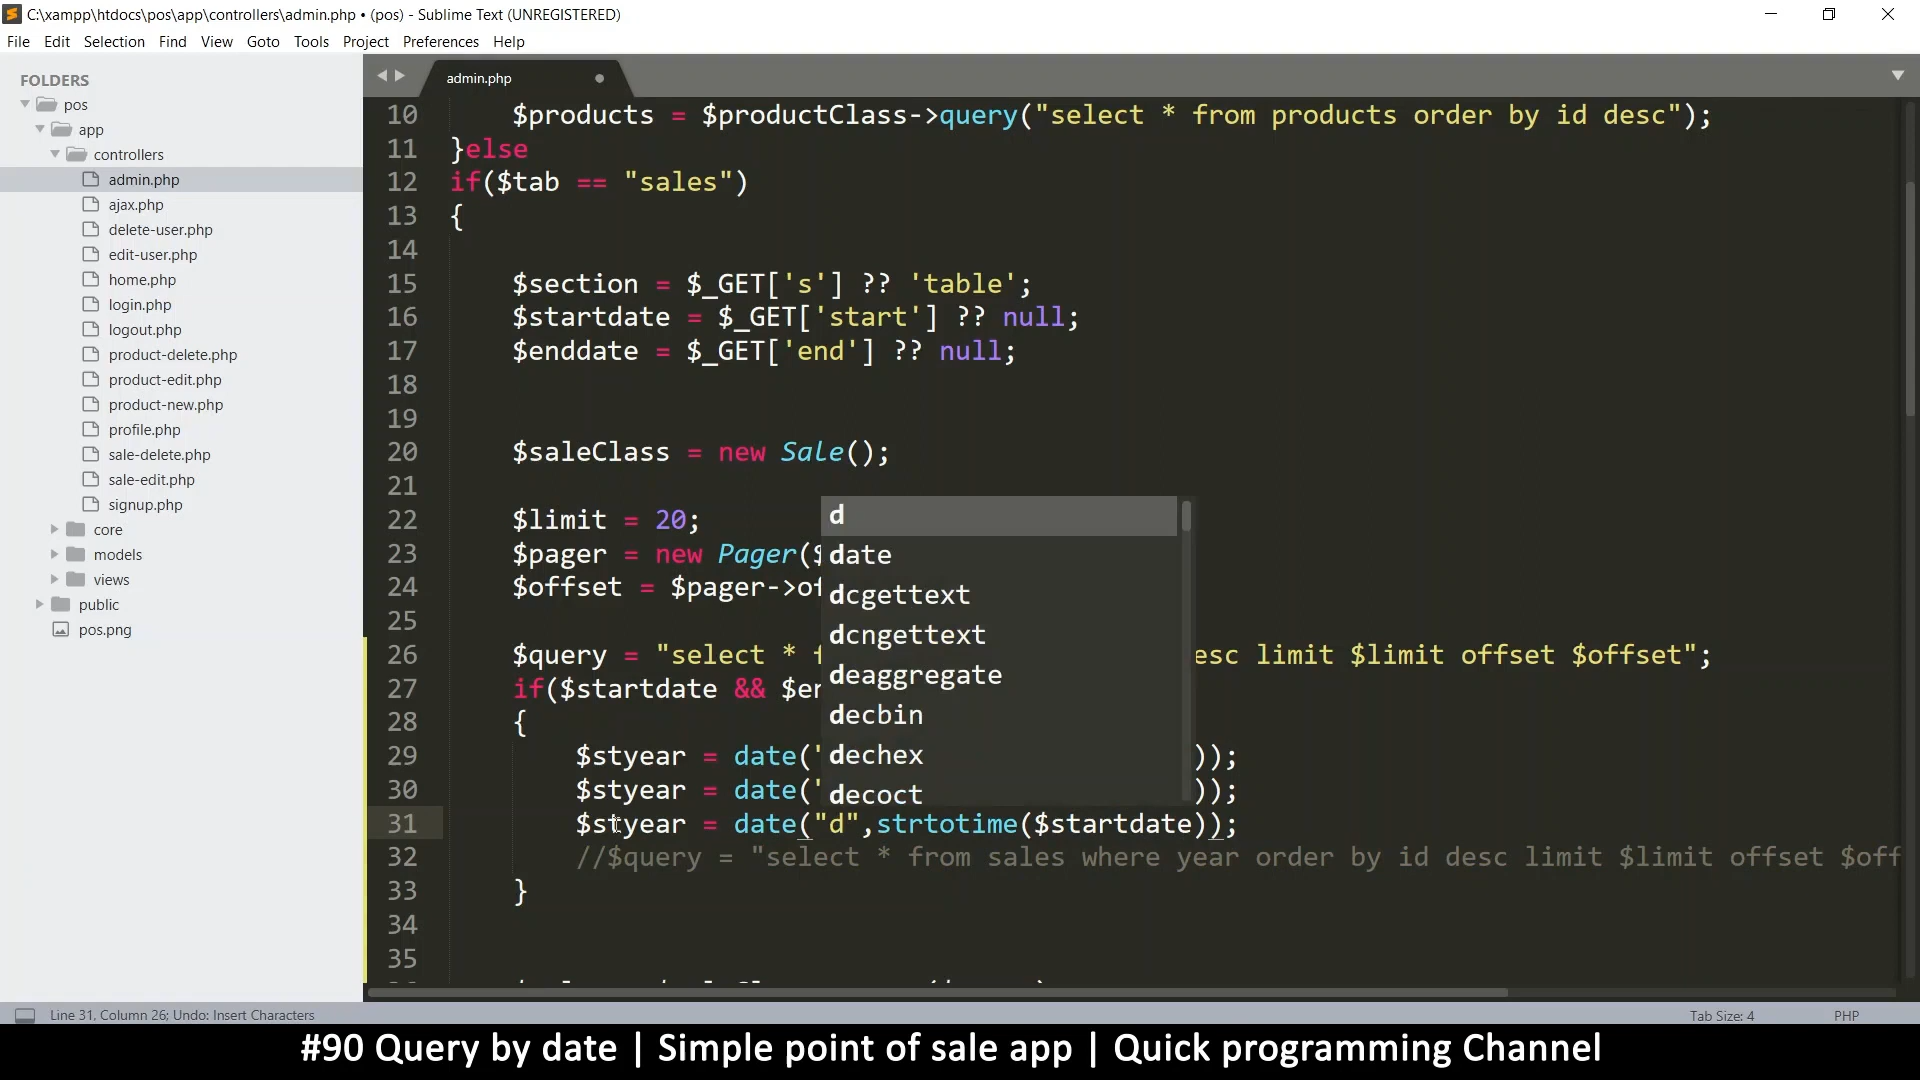 C:\xampp\htdocs\pos\app\controllers\admin.php • (pos) - Sublime Text (UNREGISTERED)
File Edit Selection Find View Goto Tools Project Preferences Help
FOLDERS
pos
app
controllers
admin.php
ajax.php
delete-user.php
edit-user.php
home.php
login.php
logout.php
product-delete.php
product-edit.php
product-new.php
profile.php
sale-delete.php
sale-edit.php
signup.php
core
models
views
public
pos.png
admin.php
10 $products = $productClass->query("select * from products order by id desc");
11 }else
12 if($tab == "sales")
13 {
14
15 $section = $_GET['s'] ?? 'table';
16 $startdate = $_GET['start'] ?? null;
17 $enddate = $_GET['end'] ?? null;
18
19
20 $saleClass = new Sale();
21
22 $limit = 20;
23 $pager = new Pager($
24 $offset = $pager->of
25
26 $query = "select * f esc limit $limit offset $offset";
27 if($startdate && $en
28 {
29 $styear = date(" ));
30 $styear = date(" ));
31 $styear = date("d",strtotime($startdate));
32 //$query = "select * from sales where year order by id desc limit $limit offset $off
33 }
34
35
d
date
dcgettext
dcngettext
deaggregate
decbin
dechex
decoct
Line 31, Column 26; Undo: Insert Characters
Tab Size: 4
PHP
#90 Query by date | Simple point of sale app | Quick programming Channel